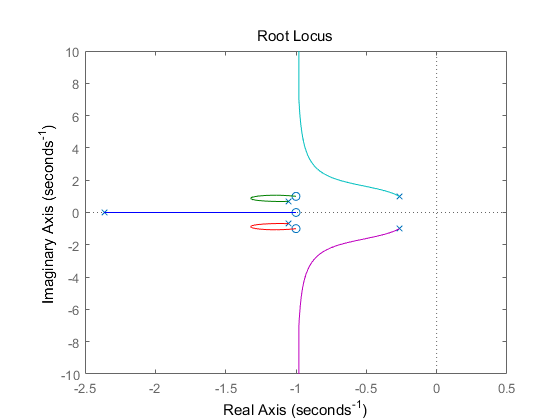 Root Locus
Imaginary Axis (seconds⁻¹)
10
8
6
4
2
0
-2
-4
-6
-8
-10
-2.5 -2 -1.5 -1 -0.5 0 0.5
Real Axis (seconds⁻¹)